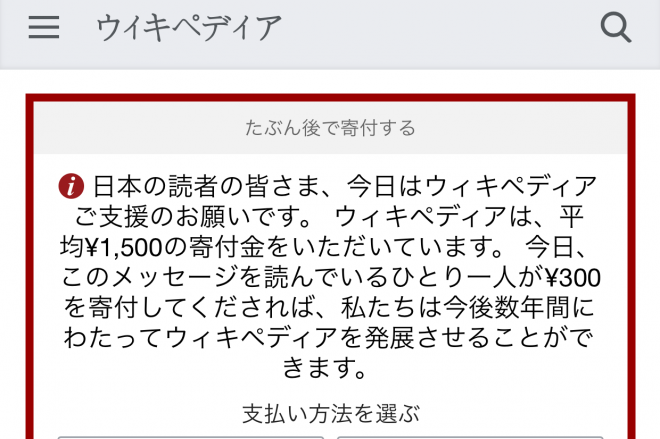 ウィキペディア
たぶん後で寄付する
i 日本の読者の皆さま、今日はウィキペディア
ご支援のお願いです。 ウィキペディアは、平
均¥1,500の寄付金をいただいています。 今日、
このメッセージを読んでいるひとり一人が¥300
を寄付してくだされば、私たちは今後数年間に
わたってウィキペディアを発展させることがで
きます。
支払い方法を選ぶ